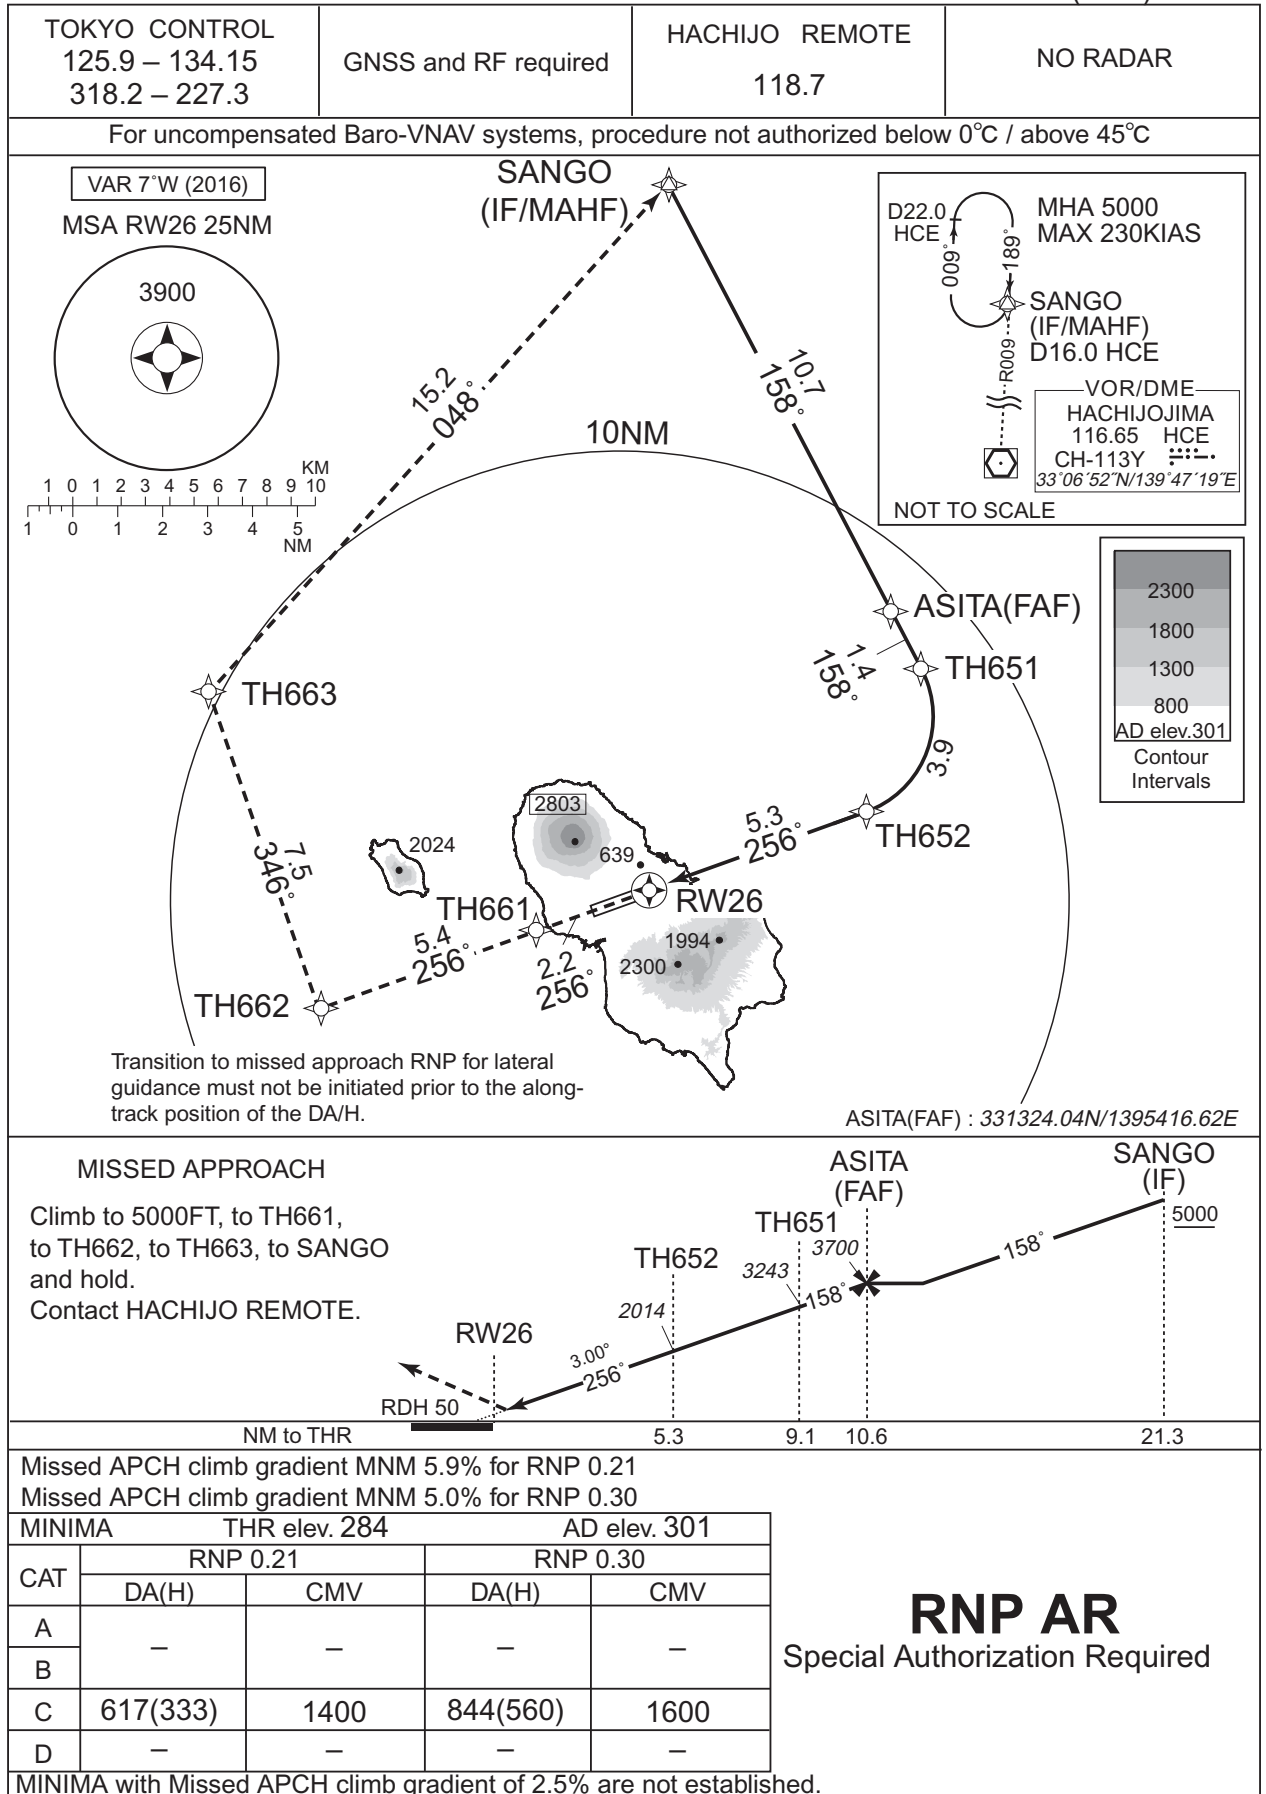 TOKYO CONTROL
125.9 – 134.15
318.2 – 227.3
GNSS and RF required
HACHIJO REMOTE
118.7
NO RADAR
For uncompensated Baro-VNAV systems, procedure not authorized below 0°C / above 45°C
VAR 7°W (2016)
MSA RW26 25NM
3900
KM
1 0 1 2 3 4 5 6 7 8 9 10
1 0 1 2 3 4 5
NM
SANGO
(IF/MAHF)
15.2
048°
10.7
158°
10NM
D22.0
HCE
009°
189°
MHA 5000
MAX 230KIAS
SANGO
(IF/MAHF)
D16.0 HCE
R009
VOR/DME
HACHIJOJIMA
116.65 HCE
CH-113Y
33°06′52″N/139°47′19″E
NOT TO SCALE
2300
1800
1300
800
AD elev.301
Contour
Intervals
ASITA(FAF)
1.4
158°
TH651
TH663
3.9
TH652
5.3
256°
2803
639
2024
RW26
TH661
7.5
346°
5.4
256°
2.2
256°
1994
2300
TH662
Transition to missed approach RNP for lateral
guidance must not be initiated prior to the along-
track position of the DA/H.
ASITA(FAF) : 331324.04N/1395416.62E
MISSED APPROACH
Climb to 5000FT, to TH661,
to TH662, to TH663, to SANGO
and hold.
Contact HACHIJO REMOTE.
SANGO
(IF)
5000
ASITA
(FAF)
TH651
3700
3243
158°
158°
TH652
2014
RW26
3.00°
256°
RDH 50
NM to THR 5.3 9.1 10.6 21.3
Missed APCH climb gradient MNM 5.9% for RNP 0.21
Missed APCH climb gradient MNM 5.0% for RNP 0.30
MINIMA THR elev. 284 AD elev. 301
CAT RNP 0.21 RNP 0.30
DA(H) CMV DA(H) CMV
A – – – –
B
C 617(333) 1400 844(560) 1600
D – – – –
MINIMA with Missed APCH climb gradient of 2.5% are not established.
RNP AR
Special Authorization Required